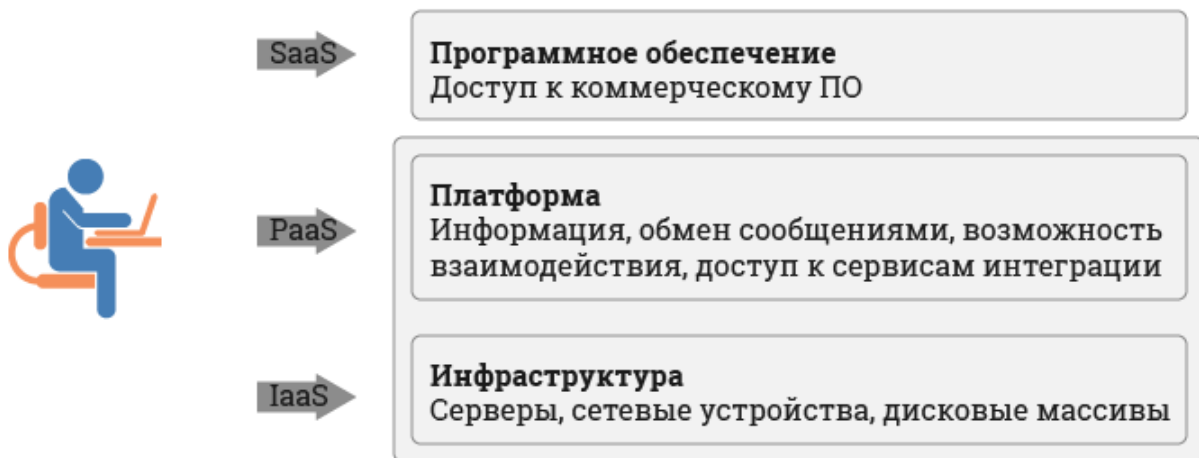 SaaS
Программное обеспечение
Доступ к коммерческому ПО
PaaS
Платформа
Информация, обмен сообщениями, возможность
взаимодействия, доступ к сервисам интеграции
IaaS
Инфраструктура
Серверы, сетевые устройства, дисковые массивы